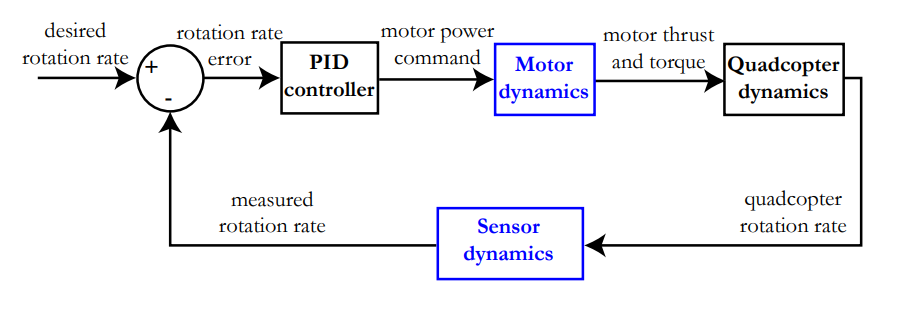 desired
rotation rate
+
-
rotation rate
error
PID
controller
motor power
command
Motor
dynamics
motor thrust
and torque
Quadcopter
dynamics
quadcopter
rotation rate
Sensor
dynamics
measured
rotation rate